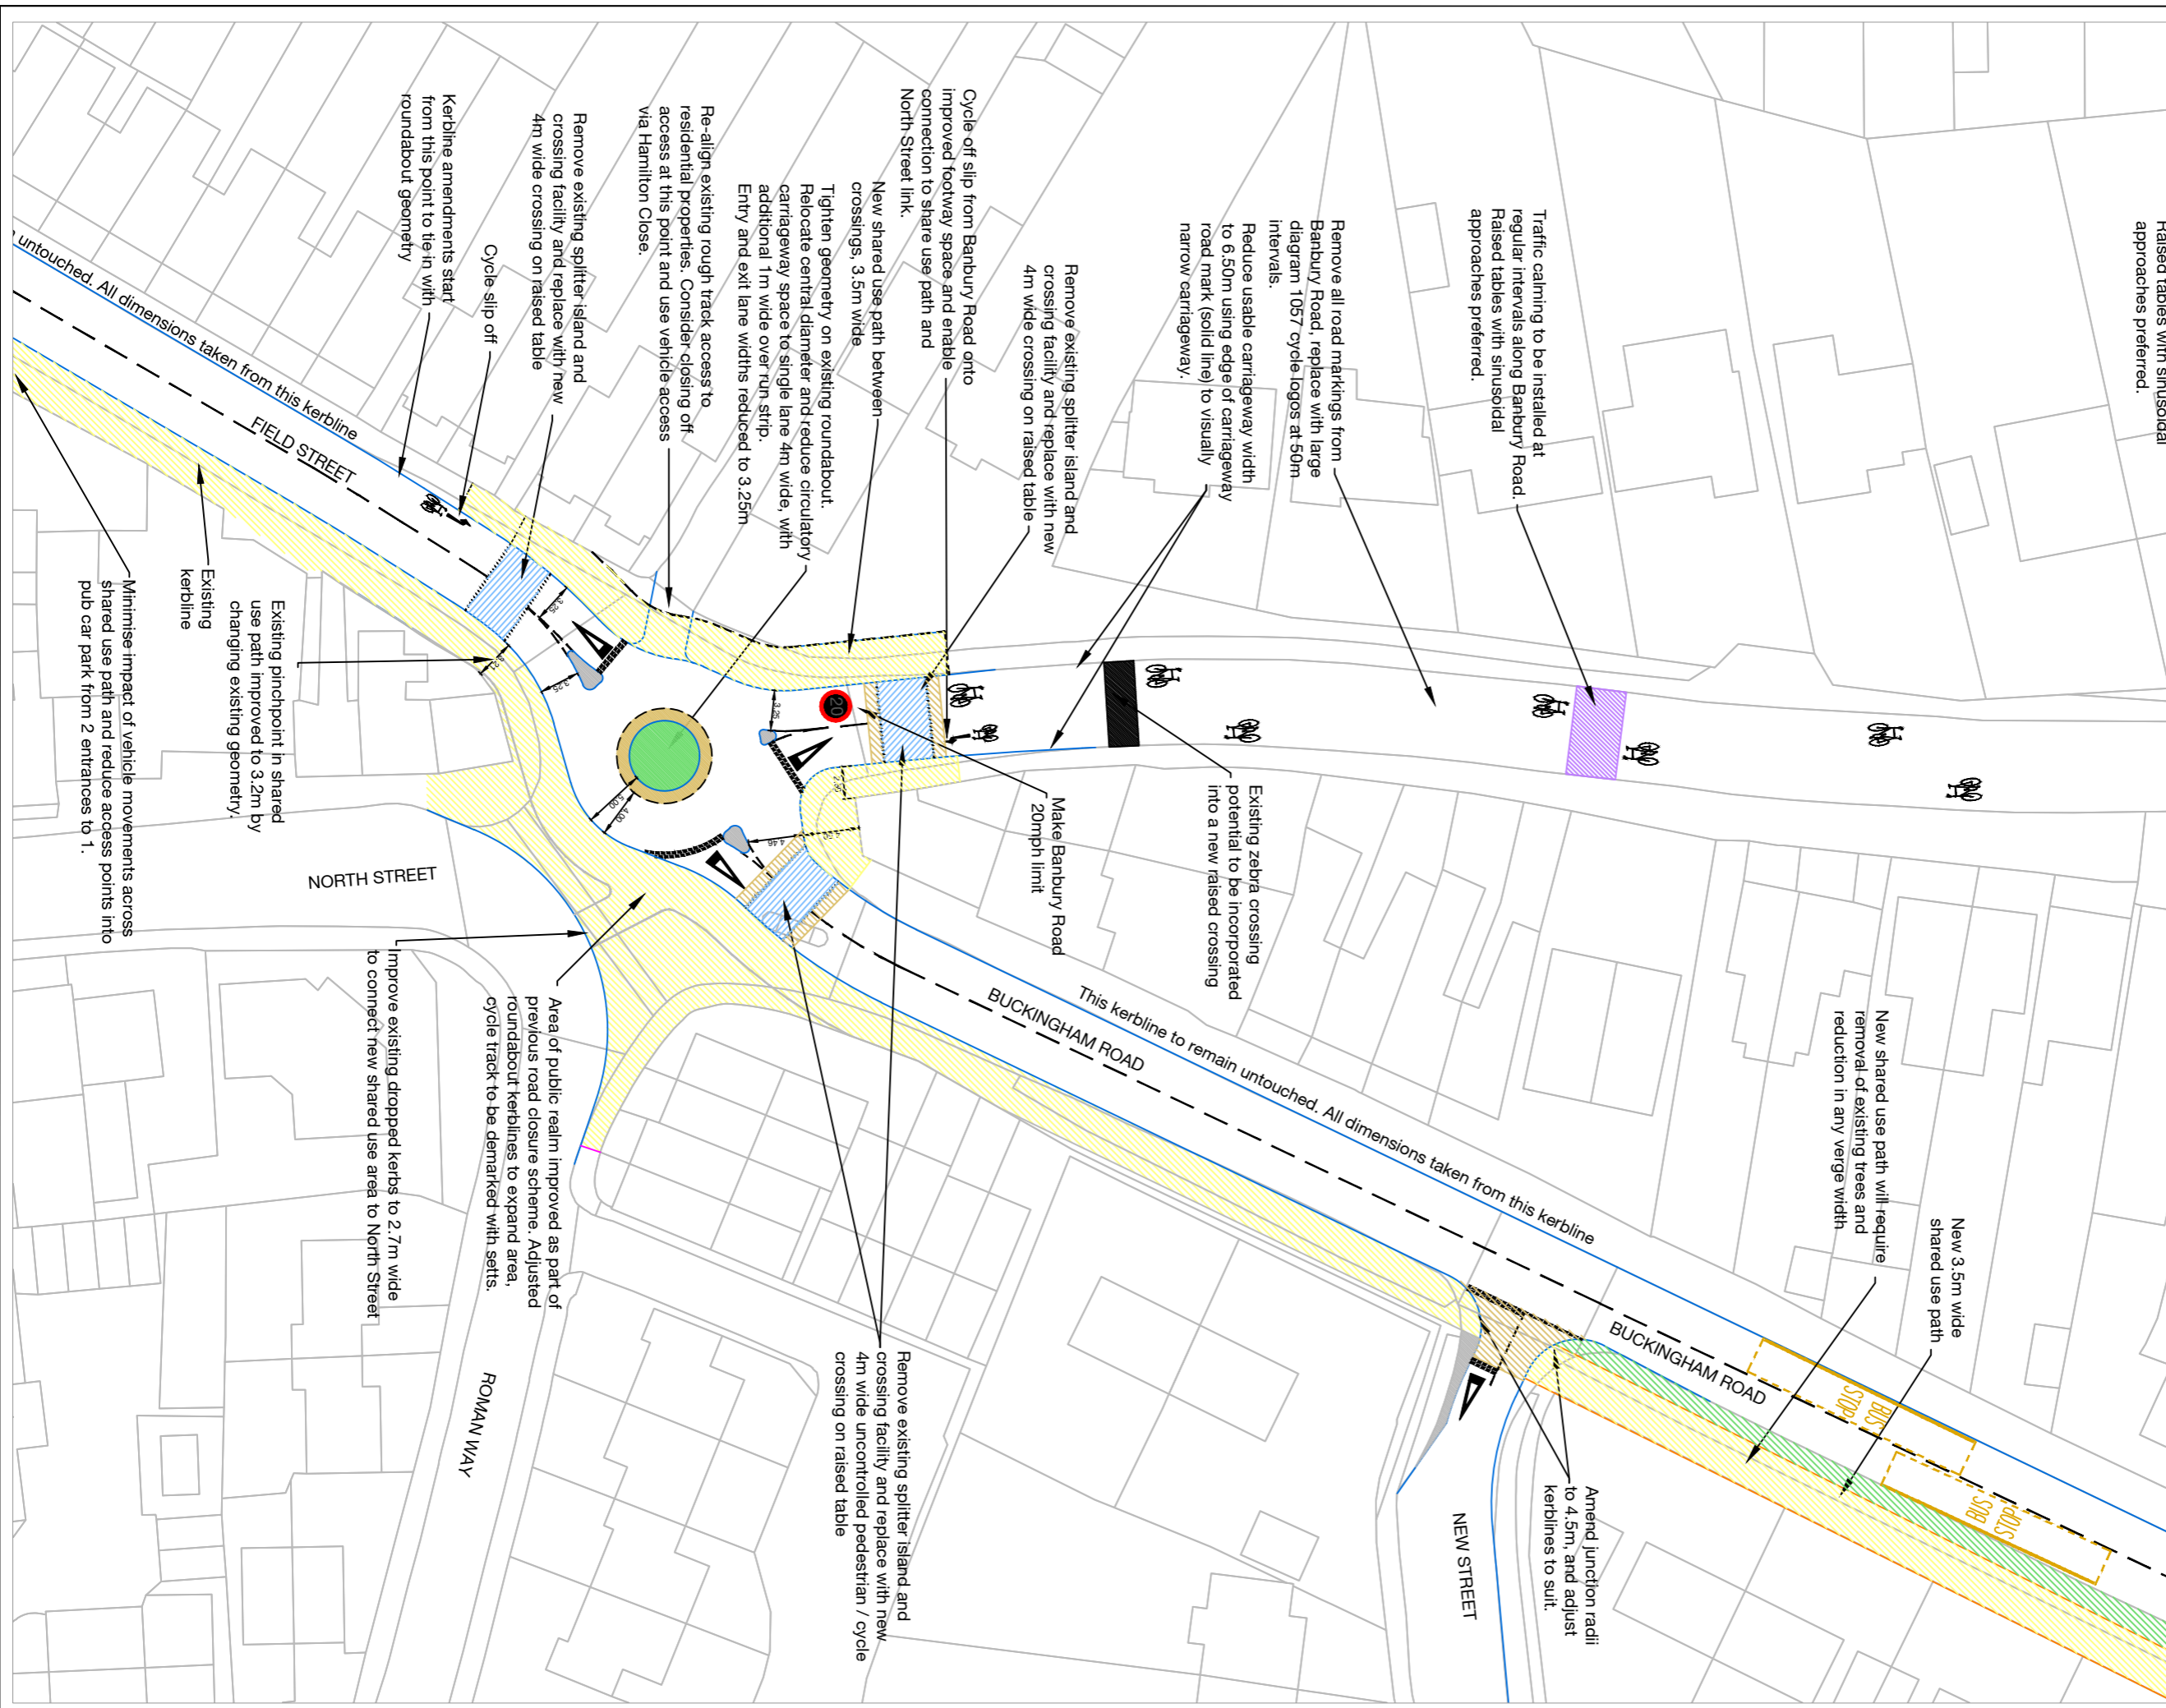 Raised tables with sinusoidal
approaches preferred.
Traffic calming to be installed at
regular intervals along Banbury Road.
Raised tables with sinusoidal
approaches preferred.
Remove all road markings from
Banbury Road, replace with large
diagram 1057 cycle logos at 50m
intervals.
Reduce usable carriageway width
to 6.50m using edge of carriageway
road mark (solid line) to visually
narrow carriageway.
Remove existing splitter island and
crossing facility and replace with new
4m wide crossing on raised table
Cycle off slip from Banbury Road onto
improved footway space and enable
connection to share use path and
North Street link.
New shared use path between
crossings, 3.5m wide
Tighten geometry on existing roundabout.
Relocate central diameter and reduce circulatory
carriageway space to single lane 4m wide, with
additional 1m wide over run strip.
Entry and exit lane widths reduced to 3.25m
Re-align existing rough track access to
residential properties. Consider closing off
access at this point and use vehicle access
via Hamilton Close.
Remove existing splitter island and
crossing facility and replace with new
4m wide crossing on raised table
Cycle slip off
Kerbline amendments start
from this point to tie in with
roundabout geometry
untouched. All dimensions taken from this kerbline
FIELD STREET
Existing
kerbline
Existing pinchpoint in shared
use path improved to 3.2m by
changing existing geometry.
Minimise impact of vehicle movements across
shared use path and reduce access points into
pub car park from 2 entrances to 1.
3.25
3.21
3.25
3.25
20
5.00
4.00
4.46
NORTH STREET
Make Banbury Road
20mph limit
Existing zebra crossing
potential to be incorporated
into a new raised crossing
BUCKINGHAM ROAD
This kerbline to remain untouched. All dimensions taken from this kerbline
New shared use path will require
removal of existing trees and
reduction in any verge width
New 3.5m wide
shared use path
BUCKINGHAM ROAD
BUS
STOP
BUS
STOP
Improve existing dropped kerbs to 2.7m wide
to connect new shared use area to North Street
Area of public realm improved as part of
previous road closure scheme. Adjusted
roundabout kerblines to expand area,
cycle track to be demarked with setts.
ROMAN WAY
Remove existing splitter island and
crossing facility and replace with new
4m wide uncontrolled pedestrian / cycle
crossing on raised table
Amend junction radii
to 4.5m, and adjust
kerblines to suit.
NEW STREET